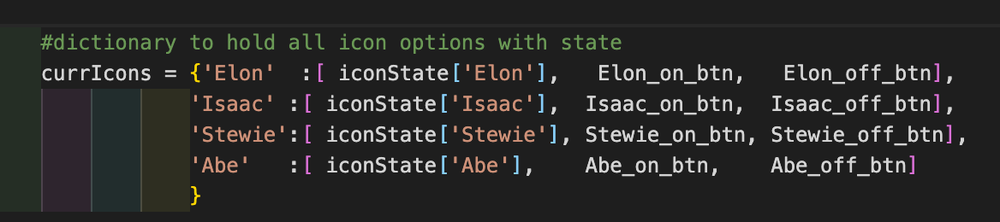 #dictionary to hold all icon options with state
currIcons = {'Elon'  :[ iconState['Elon'],   Elon_on_btn,   Elon_off_btn],
            'Isaac' :[ iconState['Isaac'],  Isaac_on_btn,  Isaac_off_btn],
            'Stewie':[ iconState['Stewie'], Stewie_on_btn, Stewie_off_btn],
            'Abe'   :[ iconState['Abe'],    Abe_on_btn,    Abe_off_btn]
            }